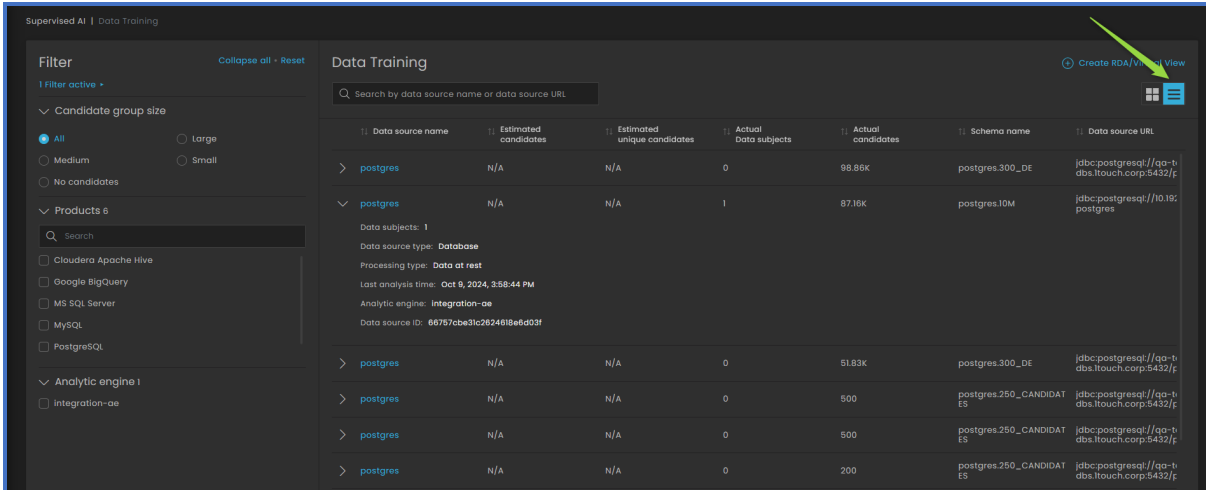 Supervised AI | Data Training
Filter
Collapse all • Reset
1 Filter active
Candidate group size
All
Large
Medium
Small
No candidates
Products 6
Search
Cloudera Apache Hive
Google BigQuery
MS SQL Server
MySQL
PostgreSQL
Analytic engine 1
integration-ae
Data Training
Create RDA/Virtual View
Search by data source name or data source URL
Data source name
Estimated candidates
Estimated unique candidates
Actual Data subjects
Actual candidates
Schema name
Data source URL
postgres N/A N/A 0 98.86K postgres.300_DE jdbc:postgresql://qa-t
dbs.1touch.corp:5432/p
postgres N/A N/A 1 87.16K postgres.10M jdbc:postgresql://10.192
postgres
Data subjects: 1
Data source type: Database
Processing type: Data at rest
Last analysis time: Oct 9, 2024, 3:58:44 PM
Analytic engine: integration-ae
Data source ID: 66757cbe31c2624618e6d03f
postgres N/A N/A 0 51.83K postgres.300_DE jdbc:postgresql://qa-t
dbs.1touch.corp:5432/p
postgres N/A N/A 0 500 postgres.250_CANDIDAT jdbc:postgresql://qa-t
ES dbs.1touch.corp:5432/p
postgres N/A N/A 0 500 postgres.250_CANDIDAT jdbc:postgresql://qa-t
ES dbs.1touch.corp:5432/p
postgres N/A N/A 0 200 postgres.250_CANDIDAT jdbc:postgresql://qa-t
ES dbs.1touch.corp:5432/p